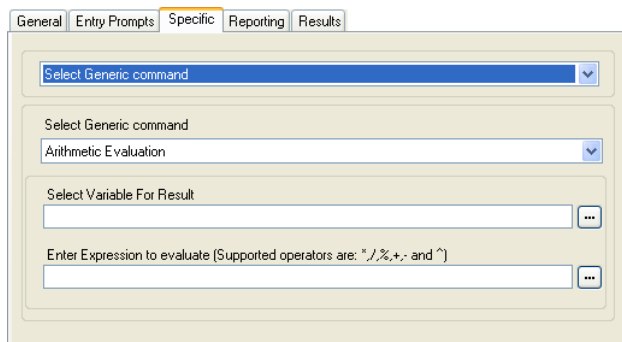 General Entry Prompts Specific Reporting Results
Select Generic command
Select Generic command
Arithmetic Evaluation
Select Variable For Result
...
Enter Expression to evaluate (Supported operators are: *,/,%,+,- and ^)
...